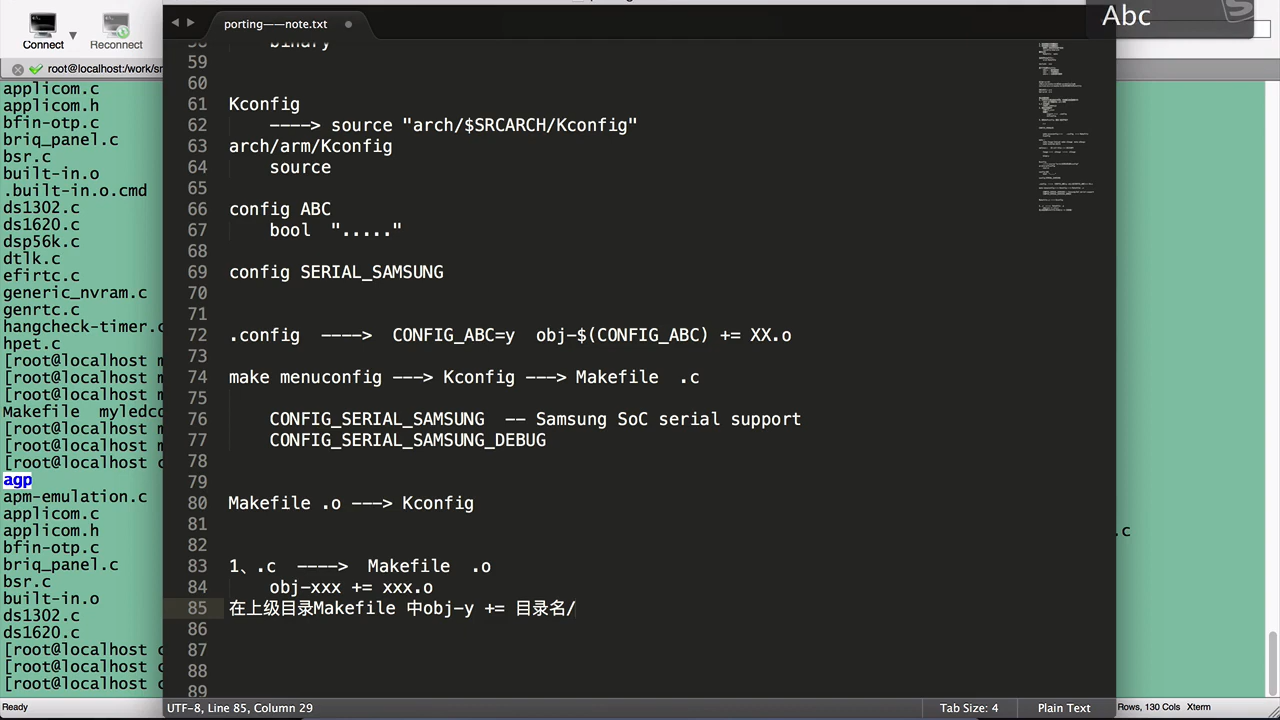 Abc
Connect
Reconnect
porting——note.txt
root@localhost:/work/sr
applicom.c
applicom.h
bfin-otp.c
briq_panel.c
bsr.c
built-in.o
.built-in.o.cmd
ds1302.c
ds1620.c
dsp56k.c
dtlk.c
efirtc.c
generic_nvram.c
genrtc.c
hangcheck-timer.c
hpet.c
[root@localhost m
[root@localhost m
[root@localhost m
Makefile myledco
[root@localhost m
[root@localhost m
[root@localhost c
agp
apm-emulation.c
applicom.c
applicom.h
bfin-otp.c
briq_panel.c
bsr.c
built-in.o
ds1302.c
ds1620.c
[root@localhost c
[root@localhost c
[root@localhost c
58 binary
59
60
61 Kconfig
62 ----> source "arch/$SRCARCH/Kconfig"
63 arch/arm/Kconfig
64 source
65
66 config ABC
67 bool "....."
68
69 config SERIAL_SAMSUNG
70
71
72 .config ----> CONFIG_ABC=y obj-$(CONFIG_ABC) += XX.o
73
74 make menuconfig ---> Kconfig ---> Makefile .c
75
76 CONFIG_SERIAL_SAMSUNG -- Samsung SoC serial support
77 CONFIG_SERIAL_SAMSUNG_DEBUG
78
79
80 Makefile .o ---> Kconfig
81
82
83 1、.c ----> Makefile .o
84 obj-xxx += xxx.o
85 在上级目录Makefile 中obj-y += 目录名/
86
87
88
89
.c
Ready
UTF-8, Line 85, Column 29
Tab Size: 4
Plain Text
Rows, 130 Cols
Xterm